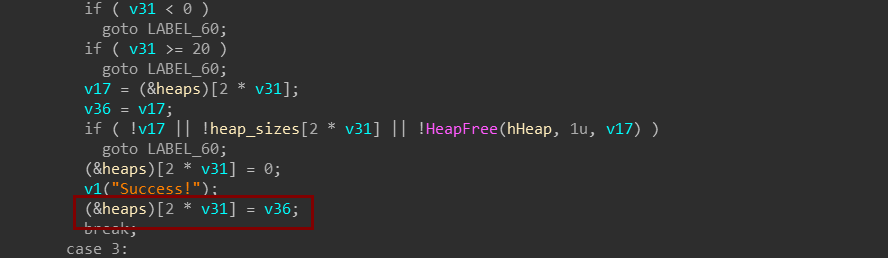 if ( v31 < 0 )
goto LABEL_60;
if ( v31 >= 20 )
goto LABEL_60;
v17 = (&heaps)[2 * v31];
v36 = v17;
if ( !v17 || !heap_sizes[2 * v31] || !HeapFree(hHeap, 1u, v17) )
goto LABEL_60;
(&heaps)[2 * v31] = 0;
v1("Success!");
(&heaps)[2 * v31] = v36;
break;
case 3: